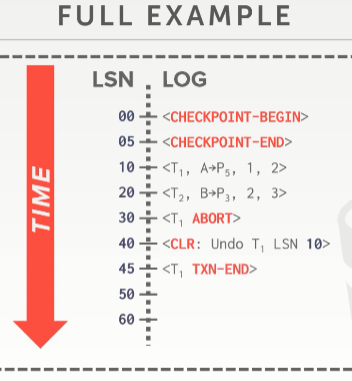 FULL EXAMPLE
TIME
LSN LOG
00 <CHECKPOINT-BEGIN>
05 <CHECKPOINT-END>
10 <T₁, A→P₅, 1, 2>
20 <T₂, B→P₃, 2, 3>
30 <T₁ ABORT>
40 <CLR: Undo T₁ LSN 10>
45 <T₁ TXN-END>
50
60